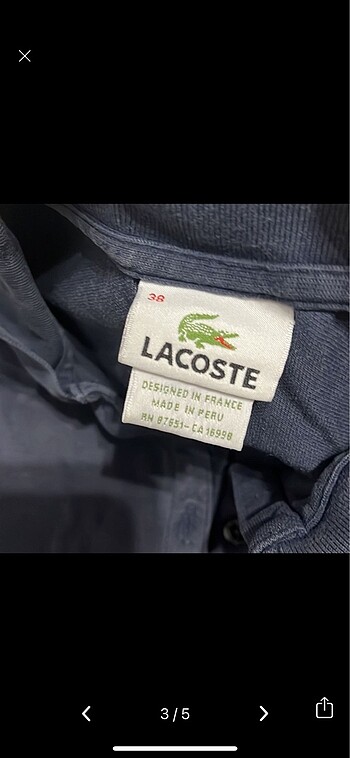 38
LACOSTE
DESIGNED IN FRANCE
MADE IN PERU
RN 87651-CA 16998
3/5